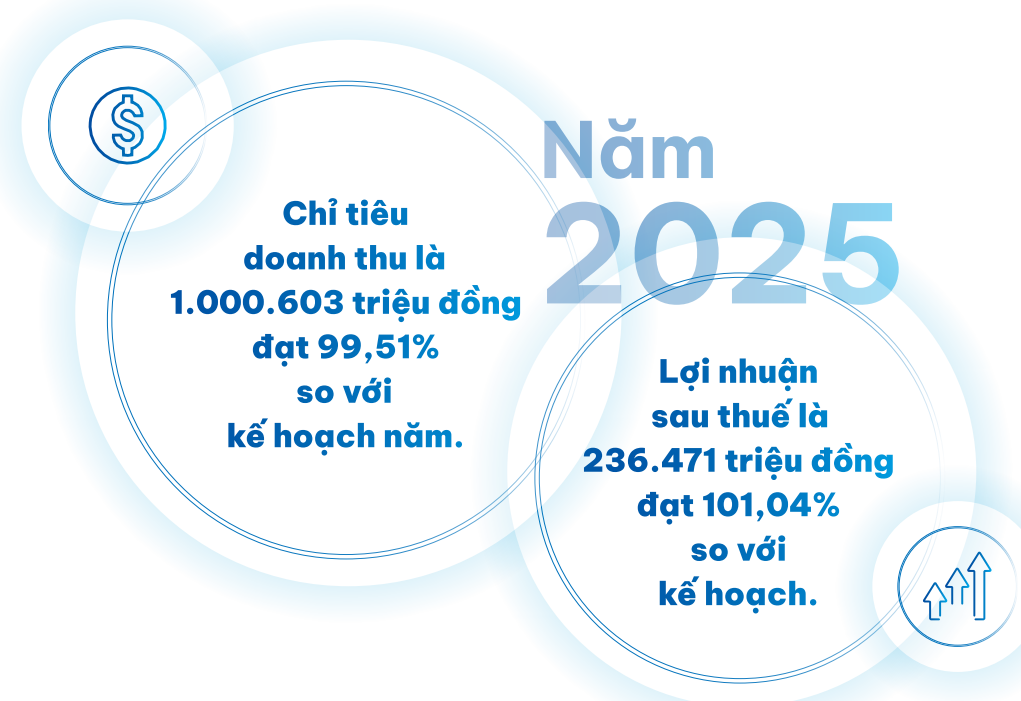 Năm
2025
Chỉ tiêu
doanh thu là
1.000.603 triệu đồng
đạt 99,51%
so với
kế hoạch năm.
Lợi nhuận
sau thuế là
236.471 triệu đồng
đạt 101,04%
so với
kế hoạch.